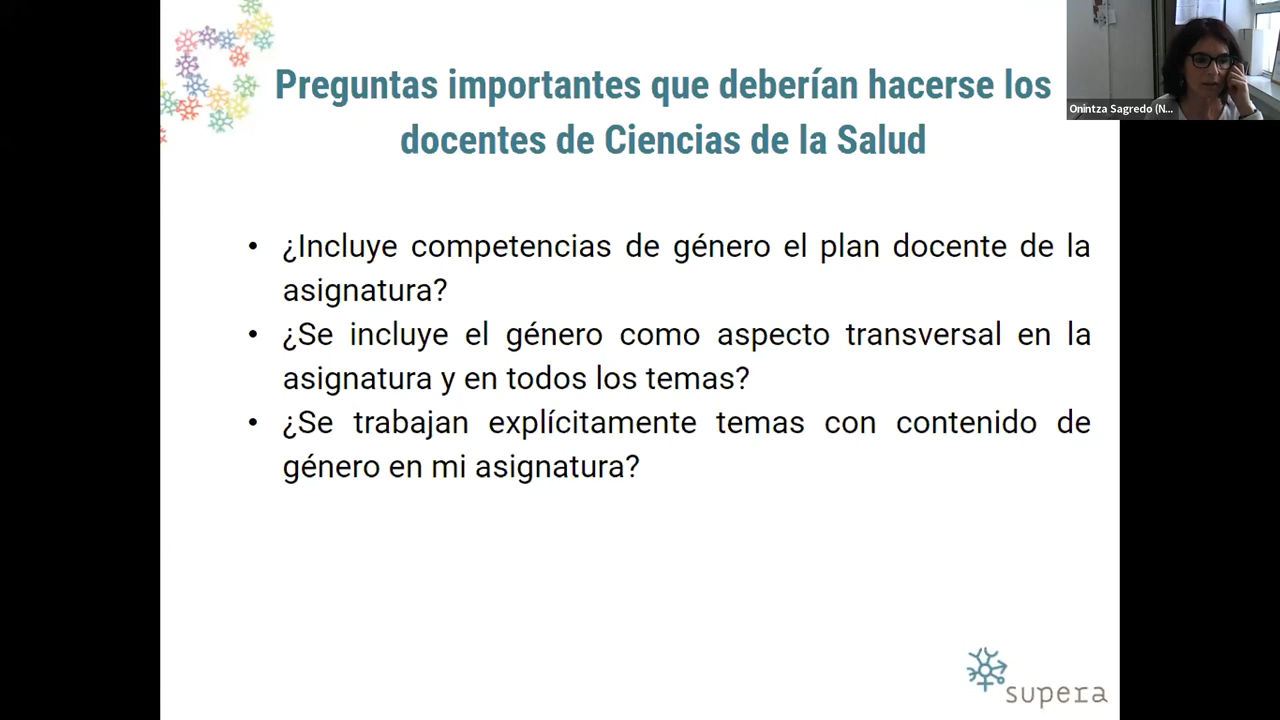 Preguntas importantes que deberían hacerse los
docentes de Ciencias de la Salud
Onintza Sagredo (N...
• ¿Incluye competencias de género el plan docente de la
asignatura?
• ¿Se incluye el género como aspecto transversal en la
asignatura y en todos los temas?
• ¿Se trabajan explícitamente temas con contenido de
género en mi asignatura?
supera